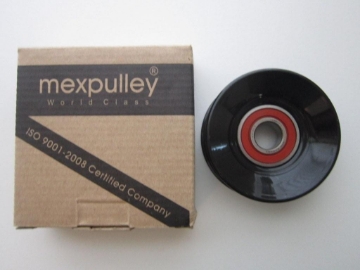 mexpulley®
World Class
ISO 9001-2008 Certified Company